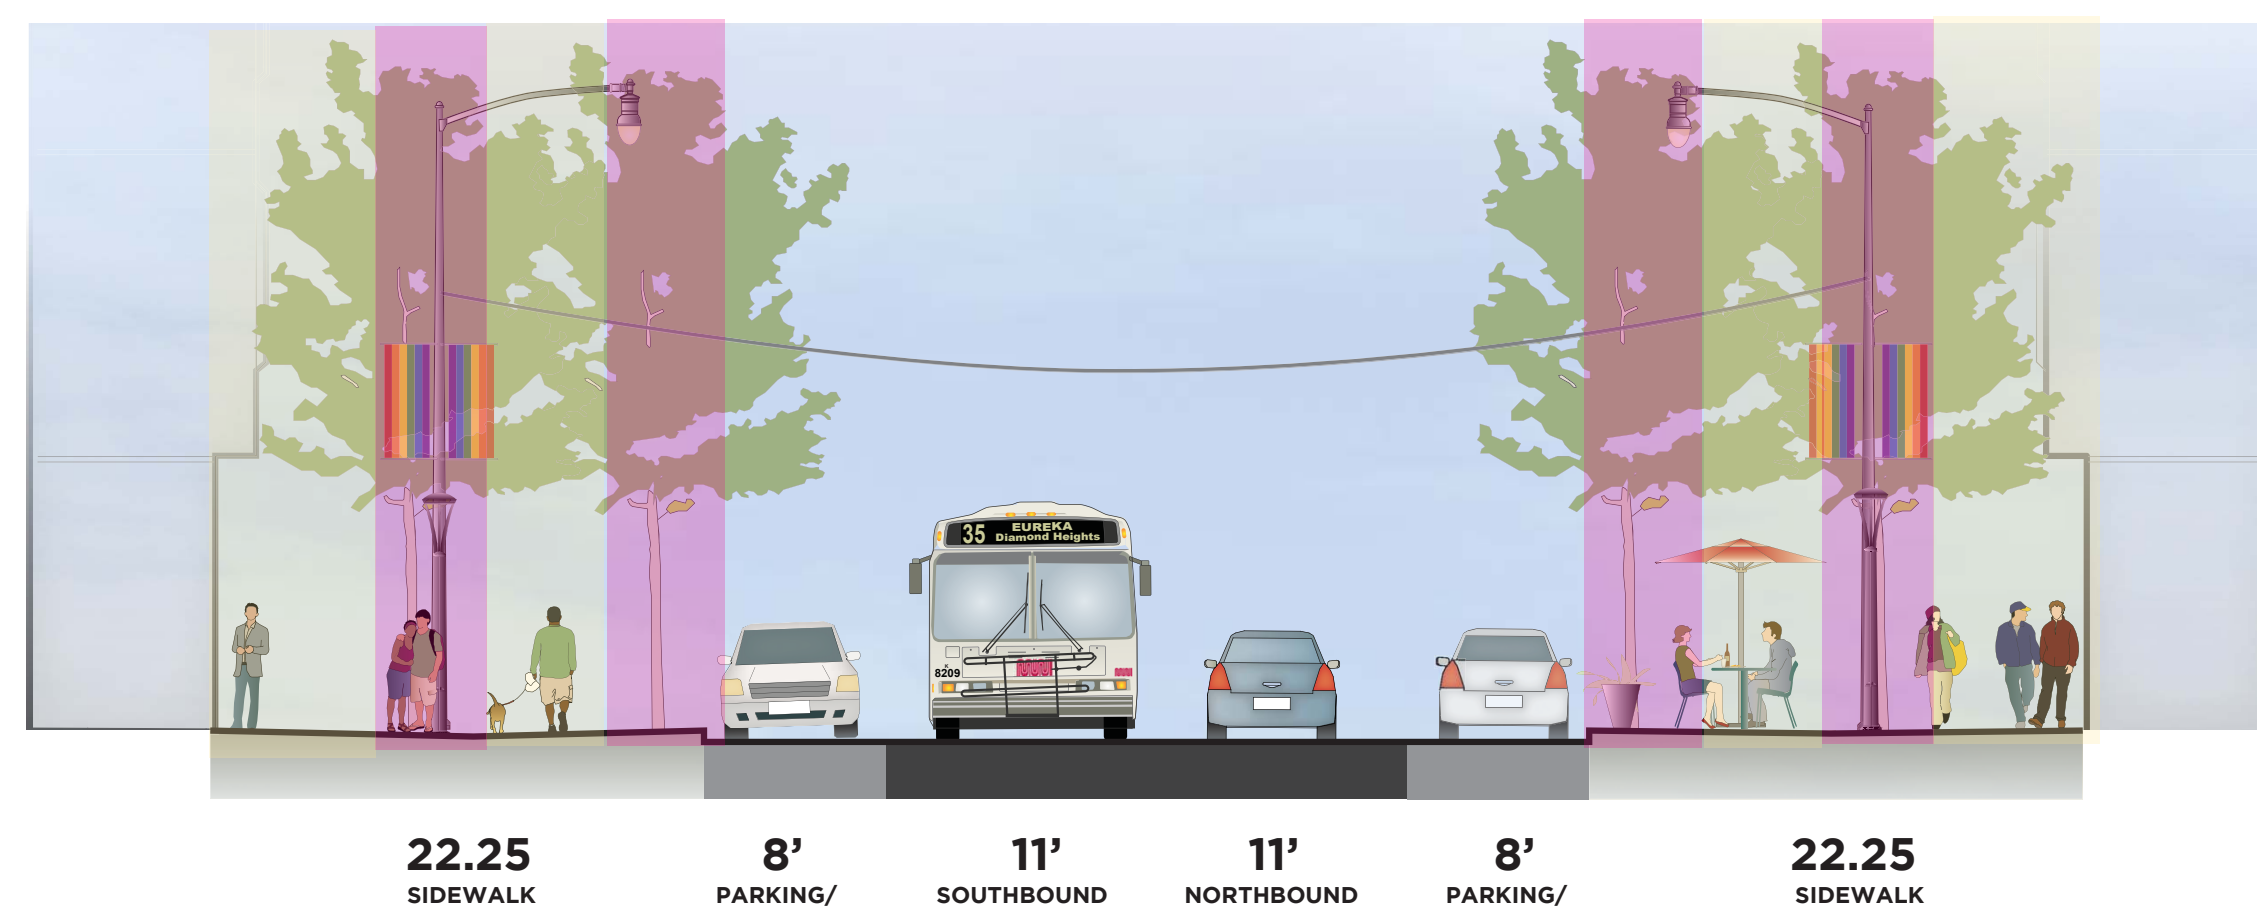 35 EUREKA
Diamond Heights
K
8209
22.25
SIDEWALK
8’
PARKING/
11’
SOUTHBOUND
11’
NORTHBOUND
8’
PARKING/
22.25
SIDEWALK